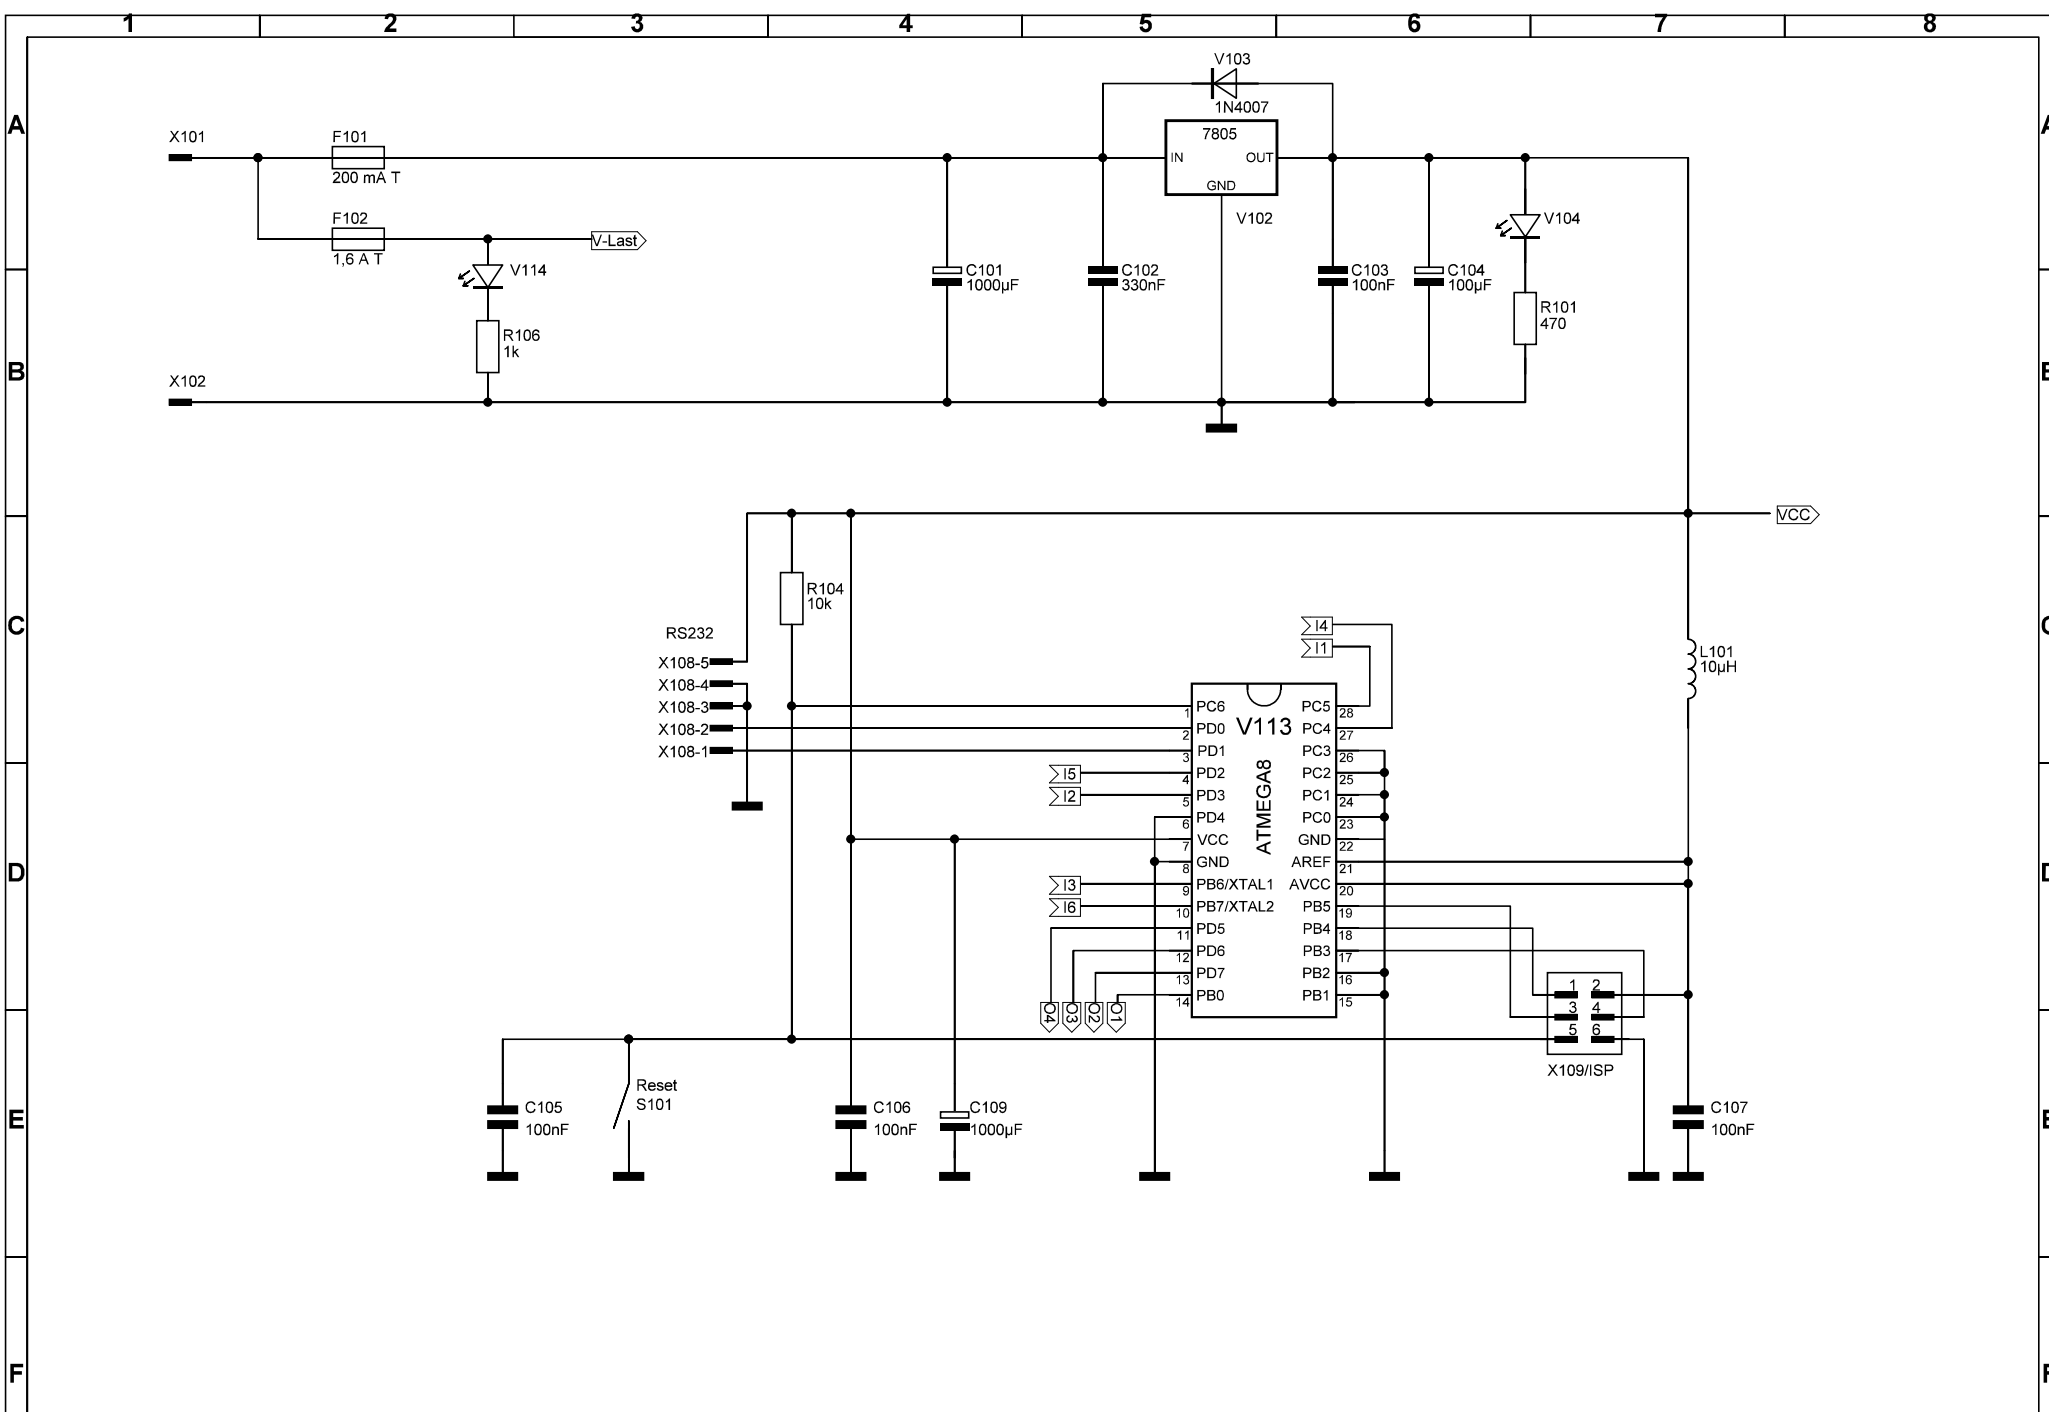 1 2 3 4 5 6 7 8
A
V103
1N4007
X101
F101
200 mA T
7805
IN OUT
GND
V102
F102
1,6 A T
V-Last
V114
R106
1k
C101
1000µF
C102
330nF
C103
100nF
C104
100µF
V104
R101
470
B
X102
VCC
C
R104
10k
RS232
X108-5
X108-4
X108-3
X108-2
X108-1
I4
I1
L101
10µH
V113
ATMEGA8
1 PC6 PC5 28
2 PD0 PC4 27
3 PD1 PC3 26
I5 4 PD2 PC2 25
I2 5 PD3 PC1 24
6 PD4 PC0 23
7 VCC GND 22
8 GND AREF 21
I3 9 PB6/XTAL1 AVCC 20
I6 10 PB7/XTAL2 PB5 19
11 PD5 PB4 18
12 PD6 PB3 17
13 PD7 PB2 16
14 PB0 PB1 15
D
O4 O3 O2 O1
1 2
3 4
5 6
X109/ISP
E
C105
100nF
Reset
S101
C106
100nF
C109
1000µF
C107
100nF
F